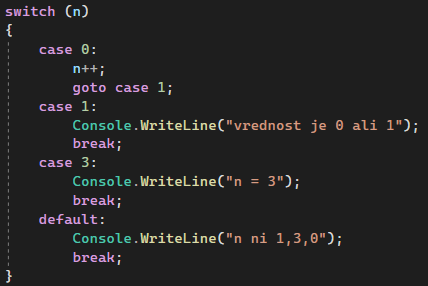 switch (n)
{
    case 0:
        n++;
        goto case 1;
    case 1:
        Console.WriteLine("vrednost je 0 ali 1");
        break;
    case 3:
        Console.WriteLine("n = 3");
        break;
    default:
        Console.WriteLine("n ni 1,3,0");
        break;
}